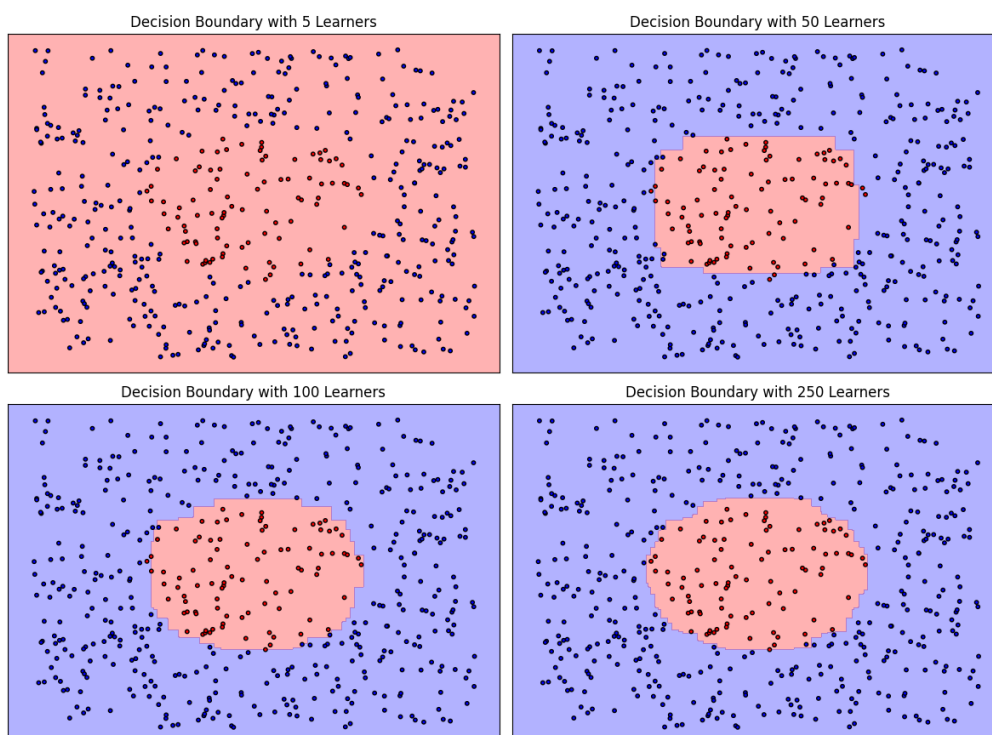 Decision Boundary with 5 Learners
Decision Boundary with 50 Learners
Decision Boundary with 100 Learners
Decision Boundary with 250 Learners